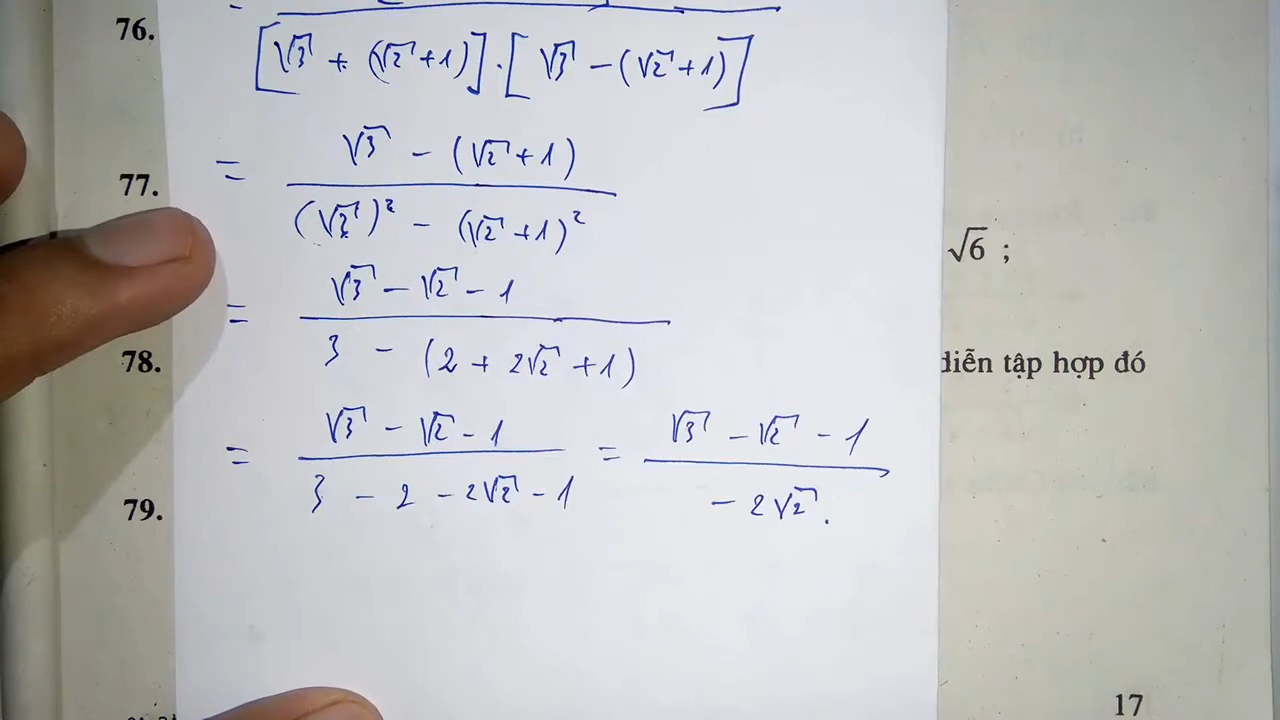 76.
[√3 + (√2 + 1)] . [√3 − (√2 + 1)]
= √3 − (√2 + 1)
77.
(√3)² − (√2 + 1)²
√6 ;
= √3 − √2 − 1
3 − (2 + 2√2 + 1)
78.
diễn tập hợp đó
= √3 − √2 − 1 = √3 − √2 − 1
3 − 2 − 2√2 − 1 − 2√2 .
79.
17